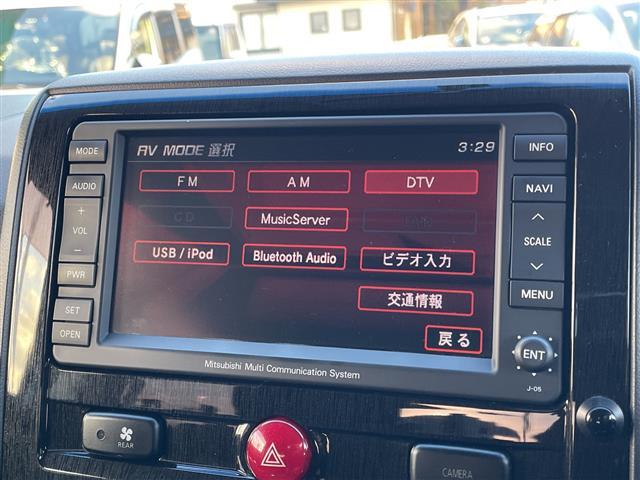 AV MODE 選択 3:29
FM AM DTV
CD MusicServer
USB / iPod Bluetooth Audio ビデオ入力
交通情報
戻る
MODE
AUDIO
+
VOL
−
PWR
SET
OPEN
INFO
NAVI
SCALE
MENU
ENT
J-05
Mitsubishi Multi Communication System
REAR
CAMERA